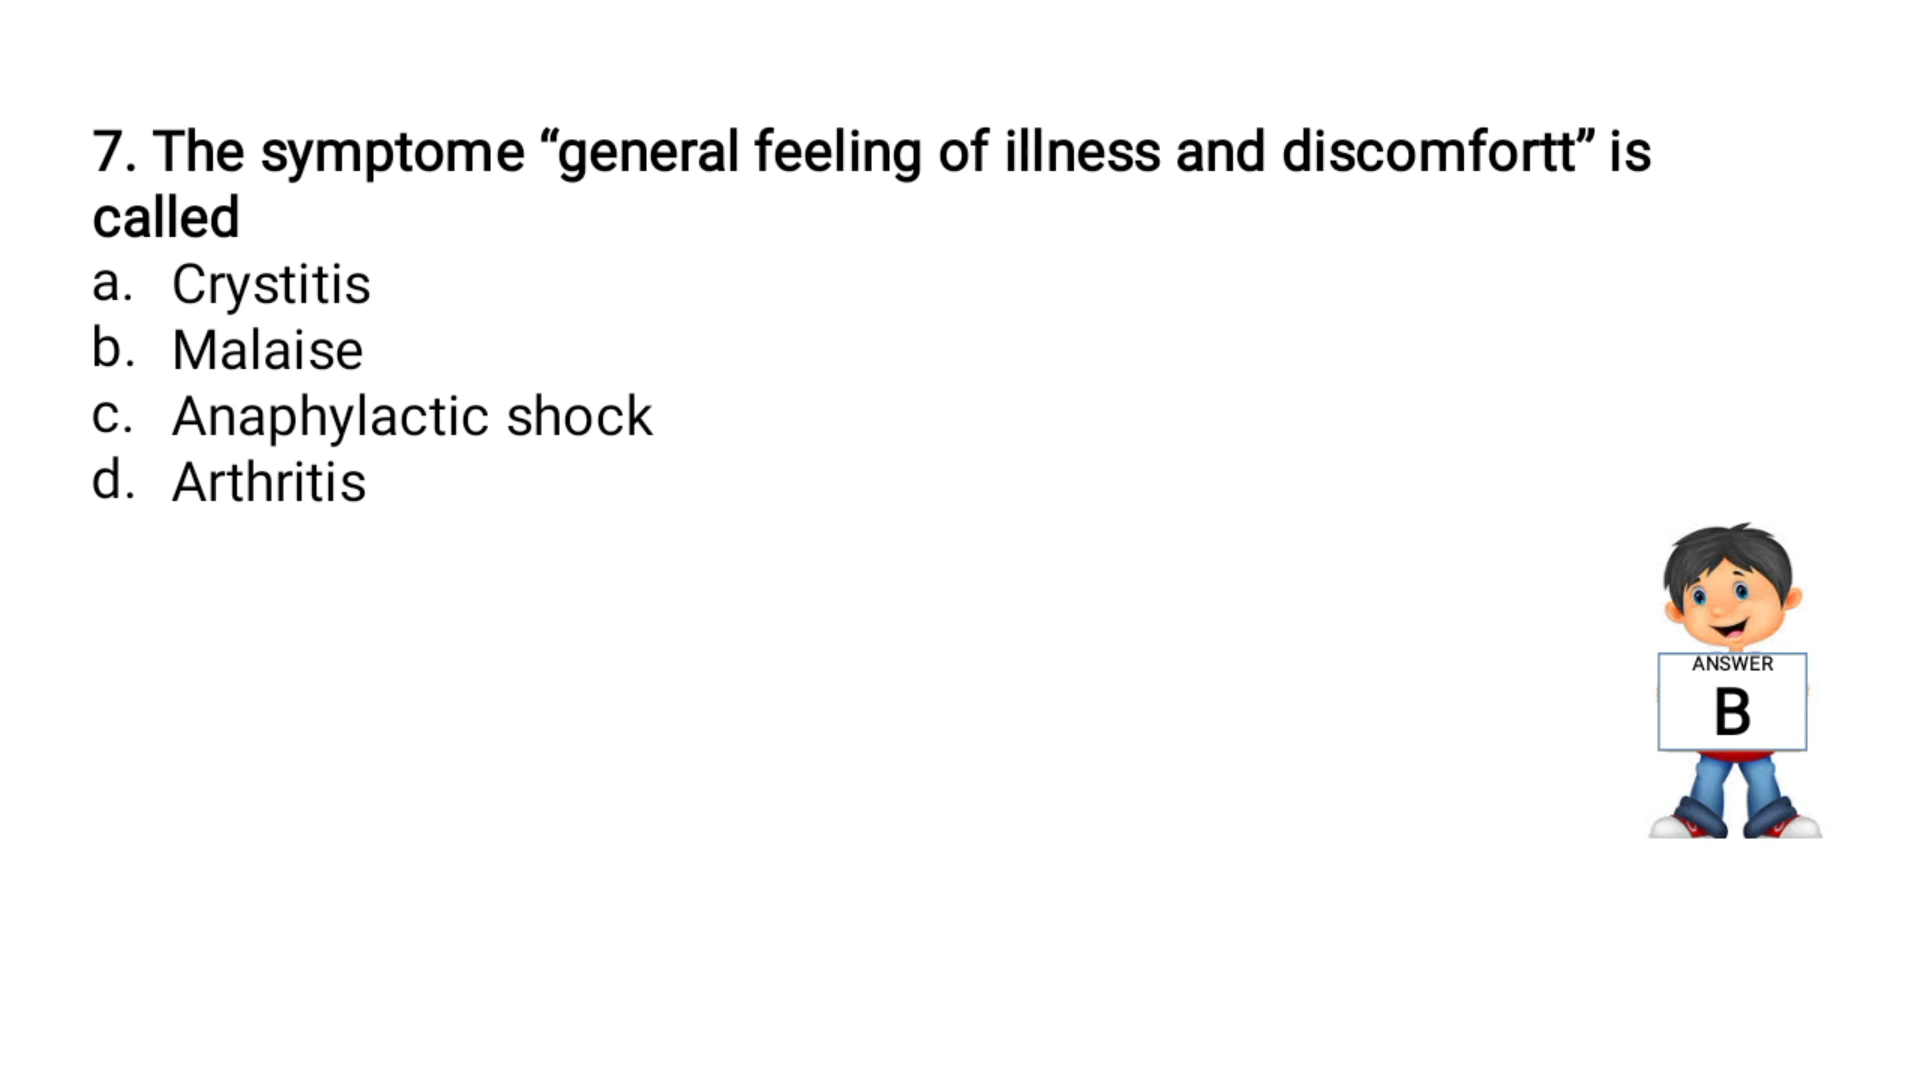 7. The symptome “general feeling of illness and discomfortt” is
called
a. Crystitis
b. Malaise
c. Anaphylactic shock
d. Arthritis
ANSWER
B